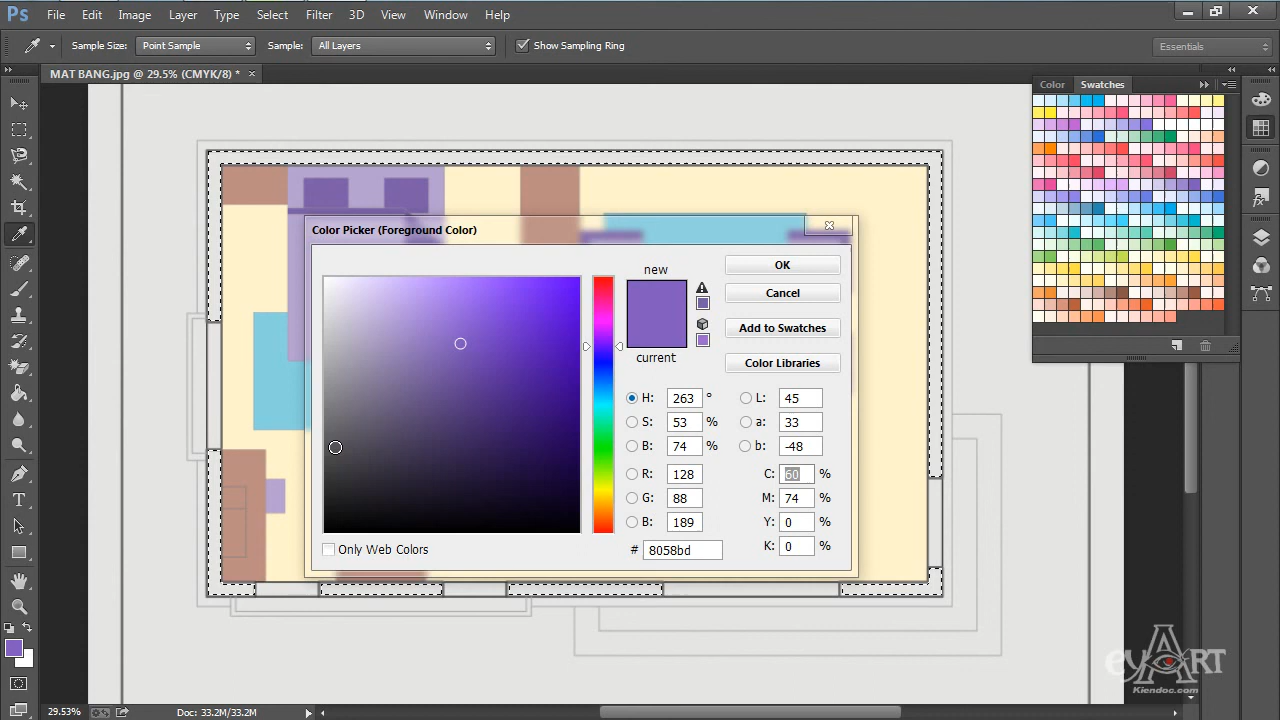 Ps File Edit Image Layer Type Select Filter 3D View Window Help
Sample Size: Point Sample Sample: All Layers Show Sampling Ring Essentials
MAT BANG.jpg @ 29.5% (CMYK/8) * ×
Color Swatches
Color Picker (Foreground Color)
new
OK
Cancel
Add to Swatches
current
Color Libraries
H: 263 ° L: 45
S: 53 % a: 33
B: 74 % b: -48
R: 128 C: 60 %
G: 88 M: 74 %
B: 189 Y: 0 %
Only Web Colors # 8058bd K: 0 %
T
eyART
Kiendoc.com
29.53% Doc: 33.2M/33.2M